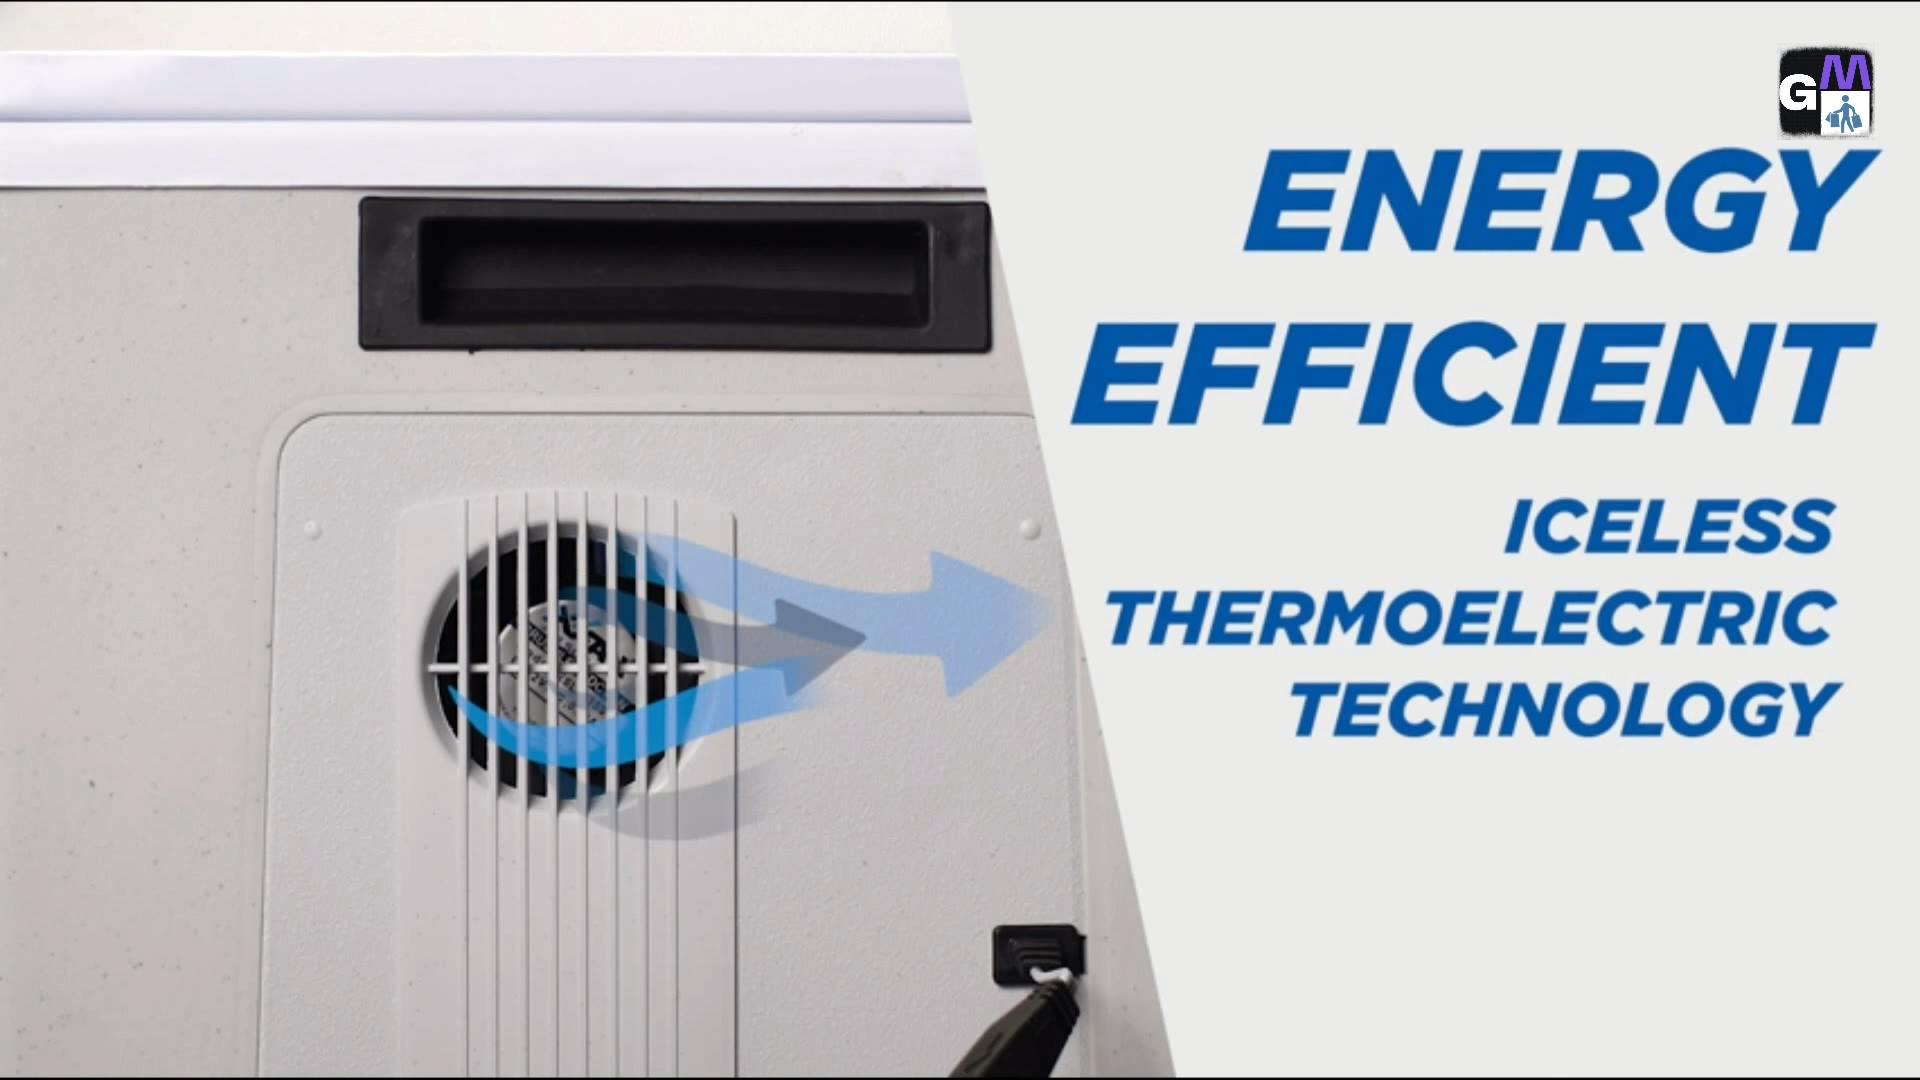 GM
ENERGY
EFFICIENT
ICELESS
THERMOELECTRIC
TECHNOLOGY